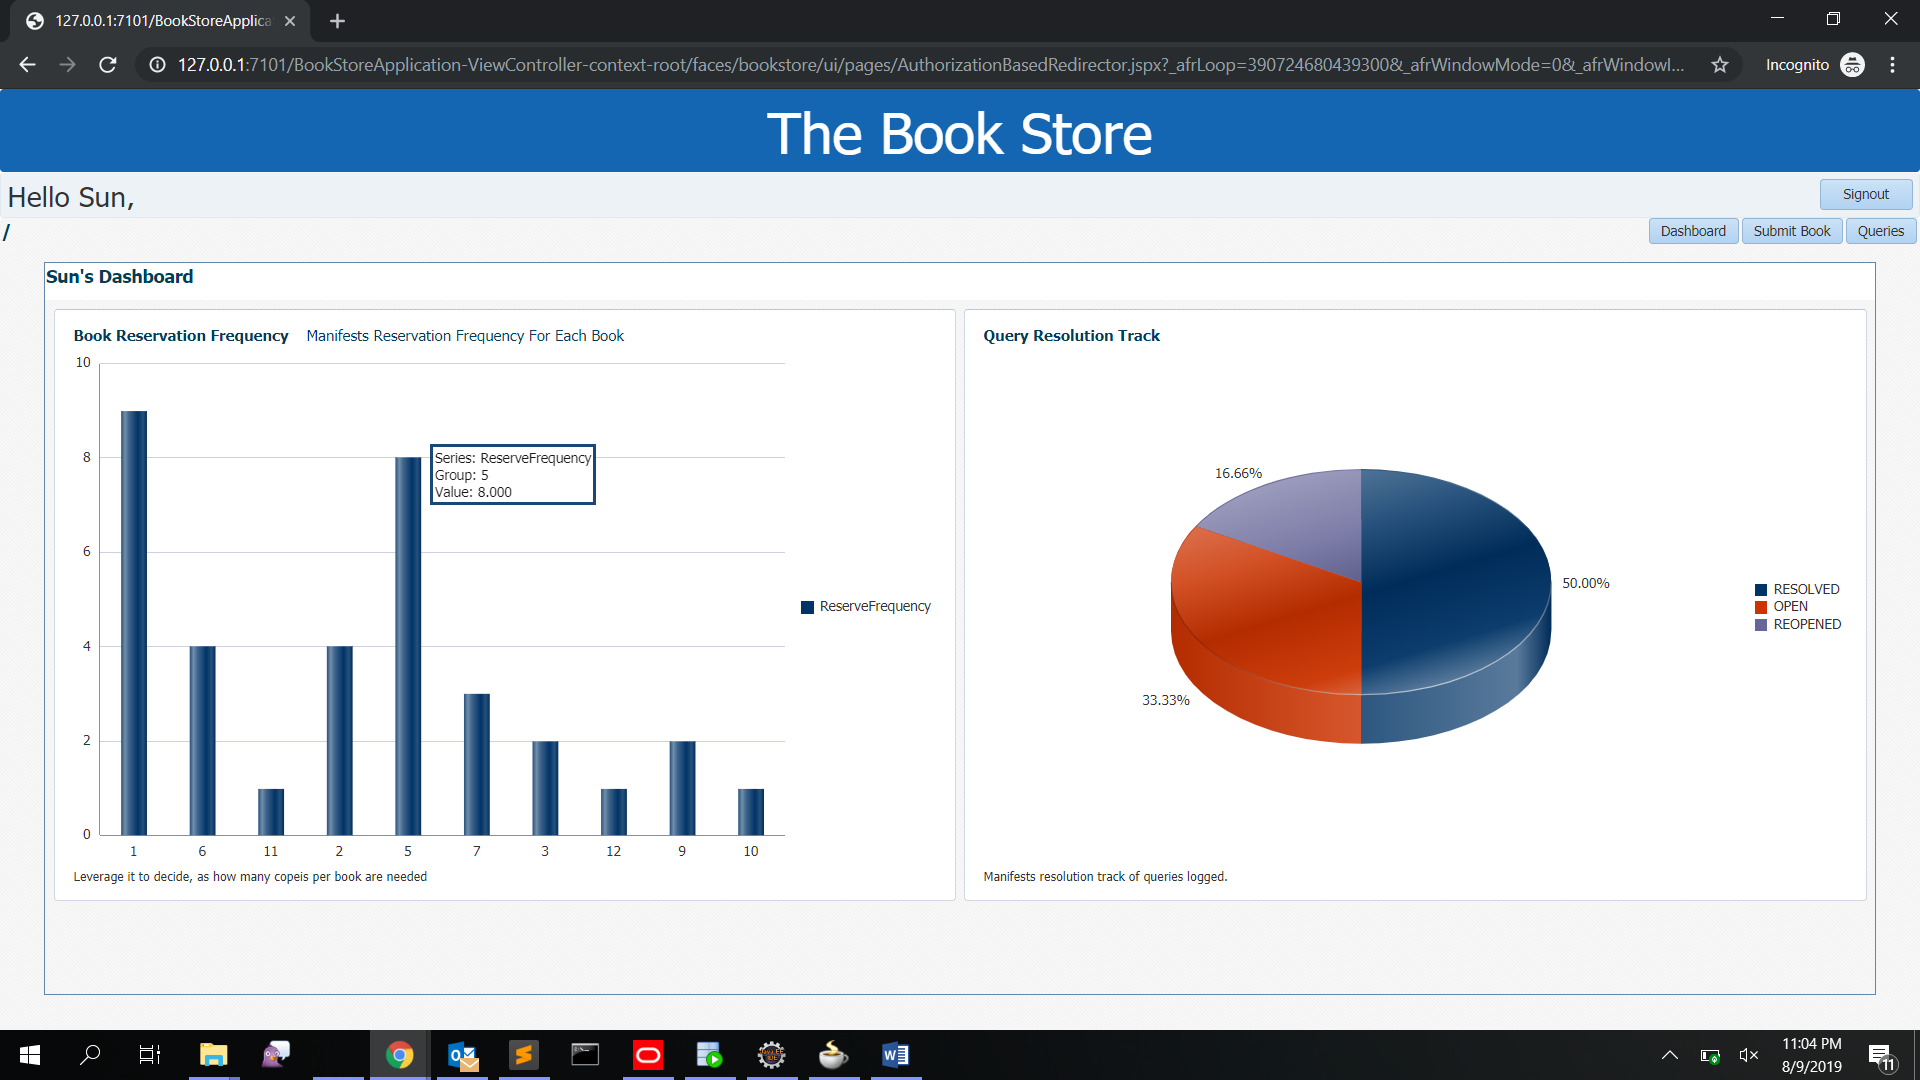 127.0.0.1:7101/BookStoreApplica
127.0.0.1:7101/BookStoreApplication-ViewController-context-root/faces/bookstore/ui/pages/AuthorizationBasedRedirector.jspx?_afrLoop=390724680439300&_afrWindowMode=0&_afrWindowI...
Incognito
The Book Store
Hello Sun,
Signout
/
Dashboard Submit Book Queries
Sun's Dashboard
Book Reservation Frequency Manifests Reservation Frequency For Each Book
10
8
6
4
2
0
Series: ReserveFrequency
Group: 5
Value: 8.000
ReserveFrequency
1 6 11 2 5 7 3 12 9 10
Leverage it to decide, as how many copeis per book are needed
Query Resolution Track
16.66%
50.00%
33.33%
RESOLVED
OPEN
REOPENED
Manifests resolution track of queries logged.
11:04 PM
8/9/2019
11